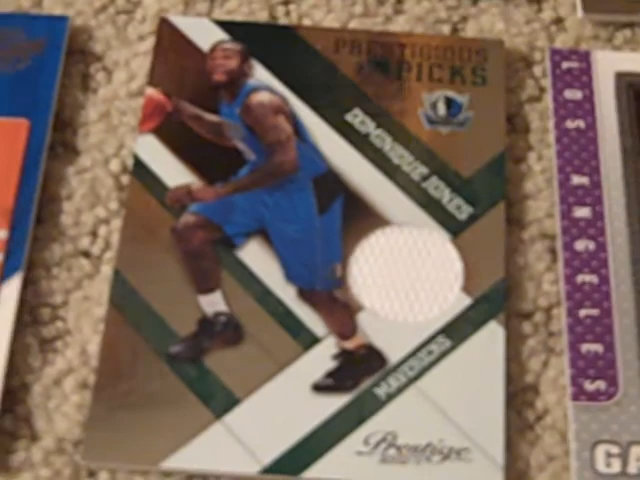 PRESTIGIOUS
PICKS
DOMINIQUE JONES
MAVERICKS
Prestige
LOS ANGELES
GA